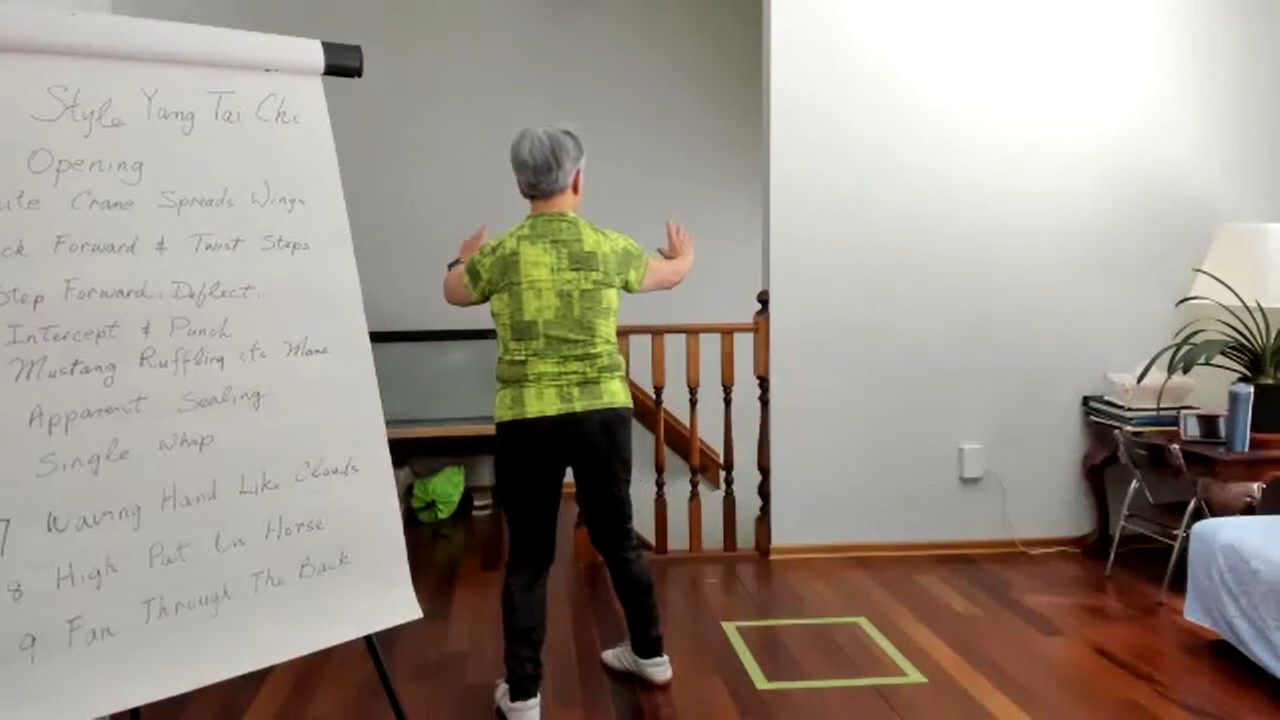 Style Yang Tai Chi
Opening
ite Crane Spreads Wings
ck Forward & Twist Steps
Step Forward. Deflect.
Intercept & Punch
Mustang Ruffling its Mane
Apparent Sealing
Single Whip
7 Waving Hand Like Clouds
8 High Pat On Horse
9 Fan Through The Back